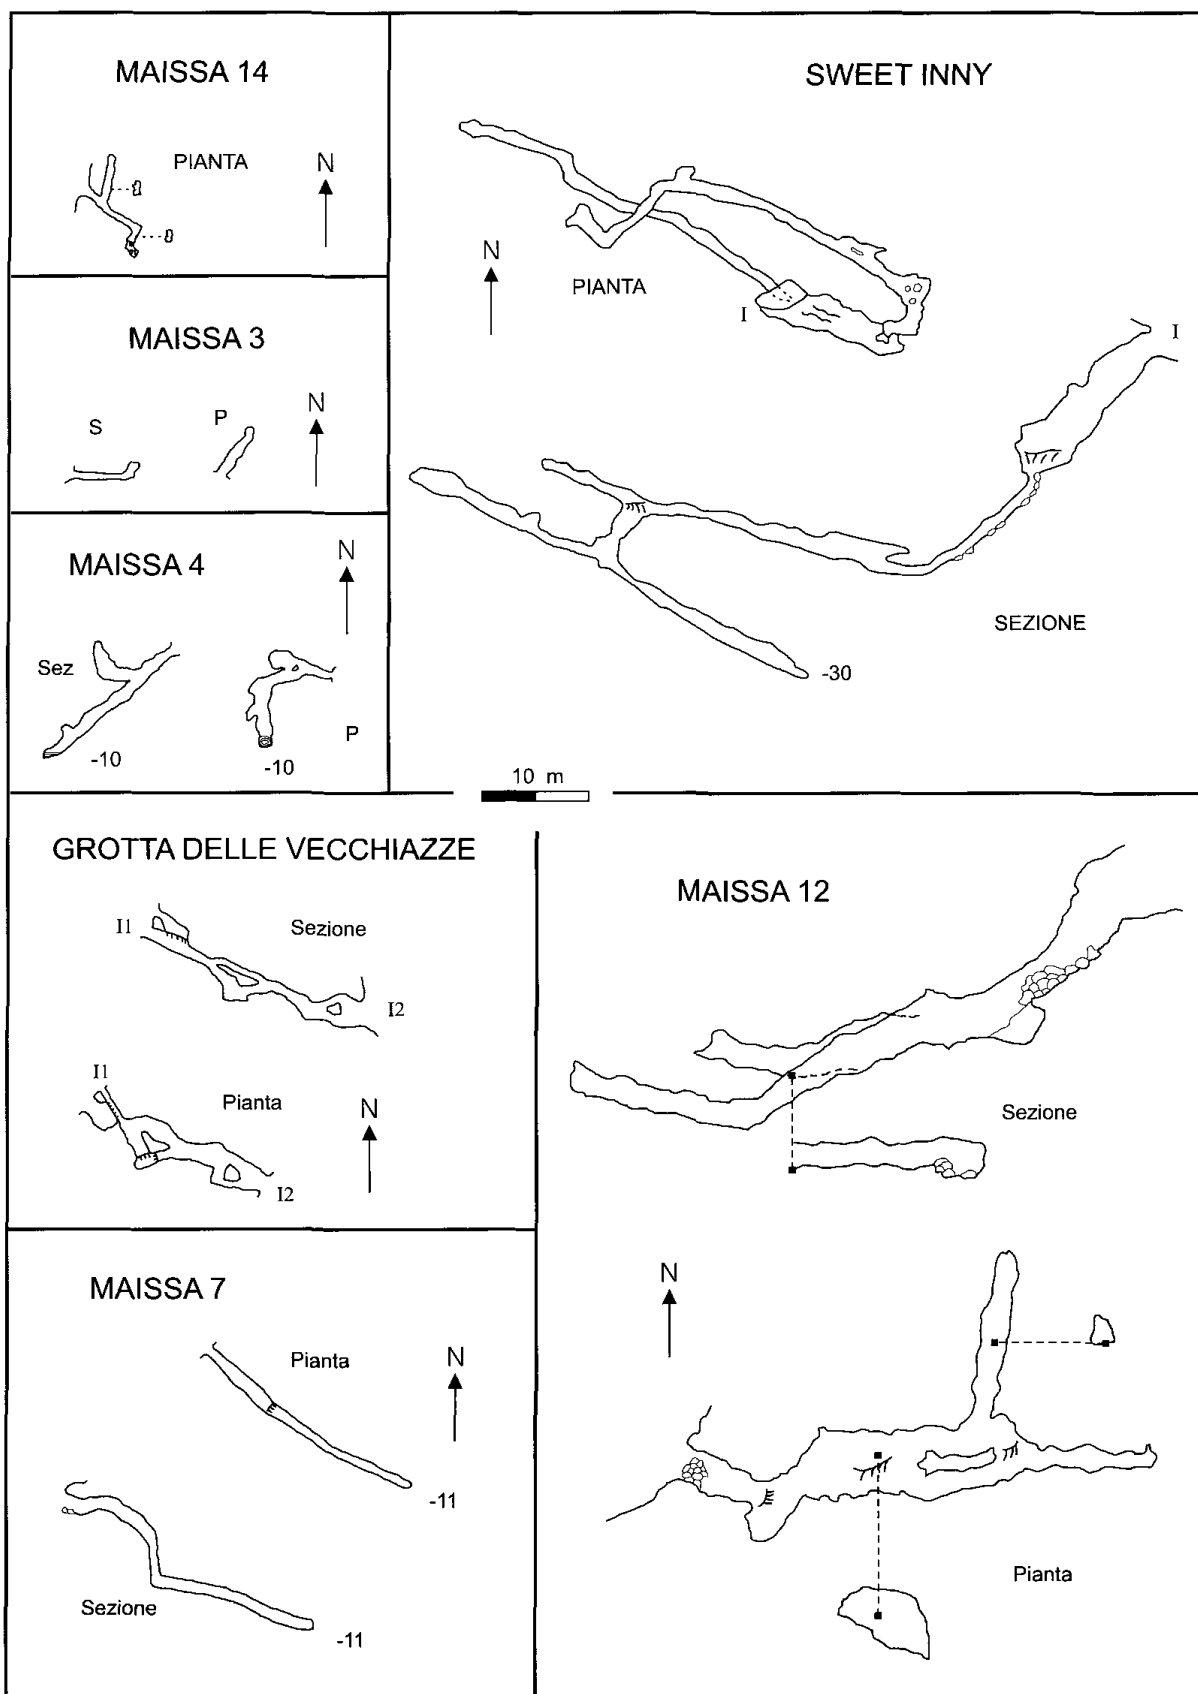 MAISSA 14
PIANTA
N
MAISSA 3
S
P
N
MAISSA 4
N
Sez
-10
-10
P
SWEET INNY
N
PIANTA
I
I
SEZIONE
-30
10 m
GROTTA DELLE VECCHIAZZE
I1
Sezione
I2
I1
Pianta
N
I2
MAISSA 7
Pianta
N
-11
Sezione
-11
MAISSA 12
Sezione
N
Pianta